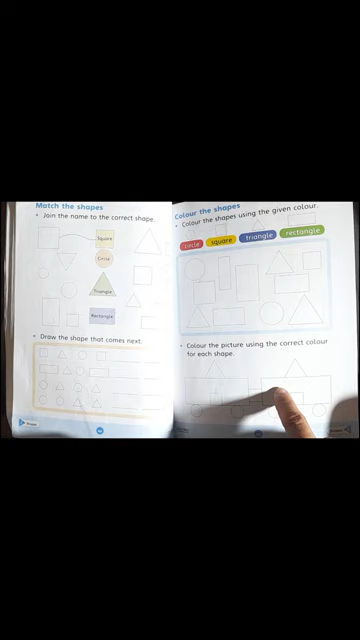 Match the shapes
• Join the name to the correct shape.
Square
Circle
Triangle
Rectangle
• Draw the shape that comes next.
Colour the shapes
• Colour the shapes using the given colour.
circle
square
triangle
rectangle
• Colour the picture using the correct colour
for each shape.